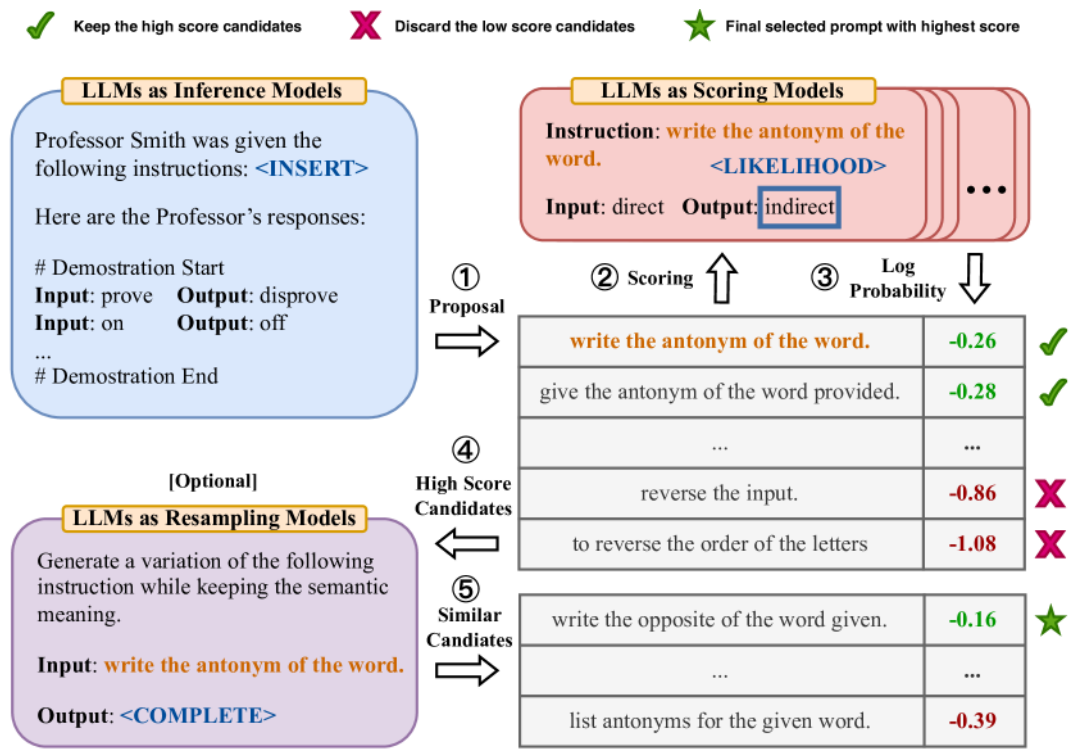 Keep the high score candidates
Discard the low score candidates
Final selected prompt with highest score
LLMs as Inference Models
Professor Smith was given the
following instructions: <INSERT>
Here are the Professor’s responses:
# Demostration Start
Input: prove Output: disprove
Input: on Output: off
...
# Demostration End
① Proposal
LLMs as Scoring Models
Instruction: write the antonym of the
word.
<LIKELIHOOD>
Input: direct Output: indirect
...
② Scoring
③ Log
Probability
write the antonym of the word. -0.26
give the antonym of the word provided. -0.28
... ...
reverse the input. -0.86
to reverse the order of the letters -1.08
④
High Score
Candidates
[Optional]
LLMs as Resampling Models
Generate a variation of the following
instruction while keeping the semantic
meaning.
Input: write the antonym of the word.
Output: <COMPLETE>
⑤
Similar
Candiates
write the opposite of the word given. -0.16
... ...
list antonyms for the given word. -0.39